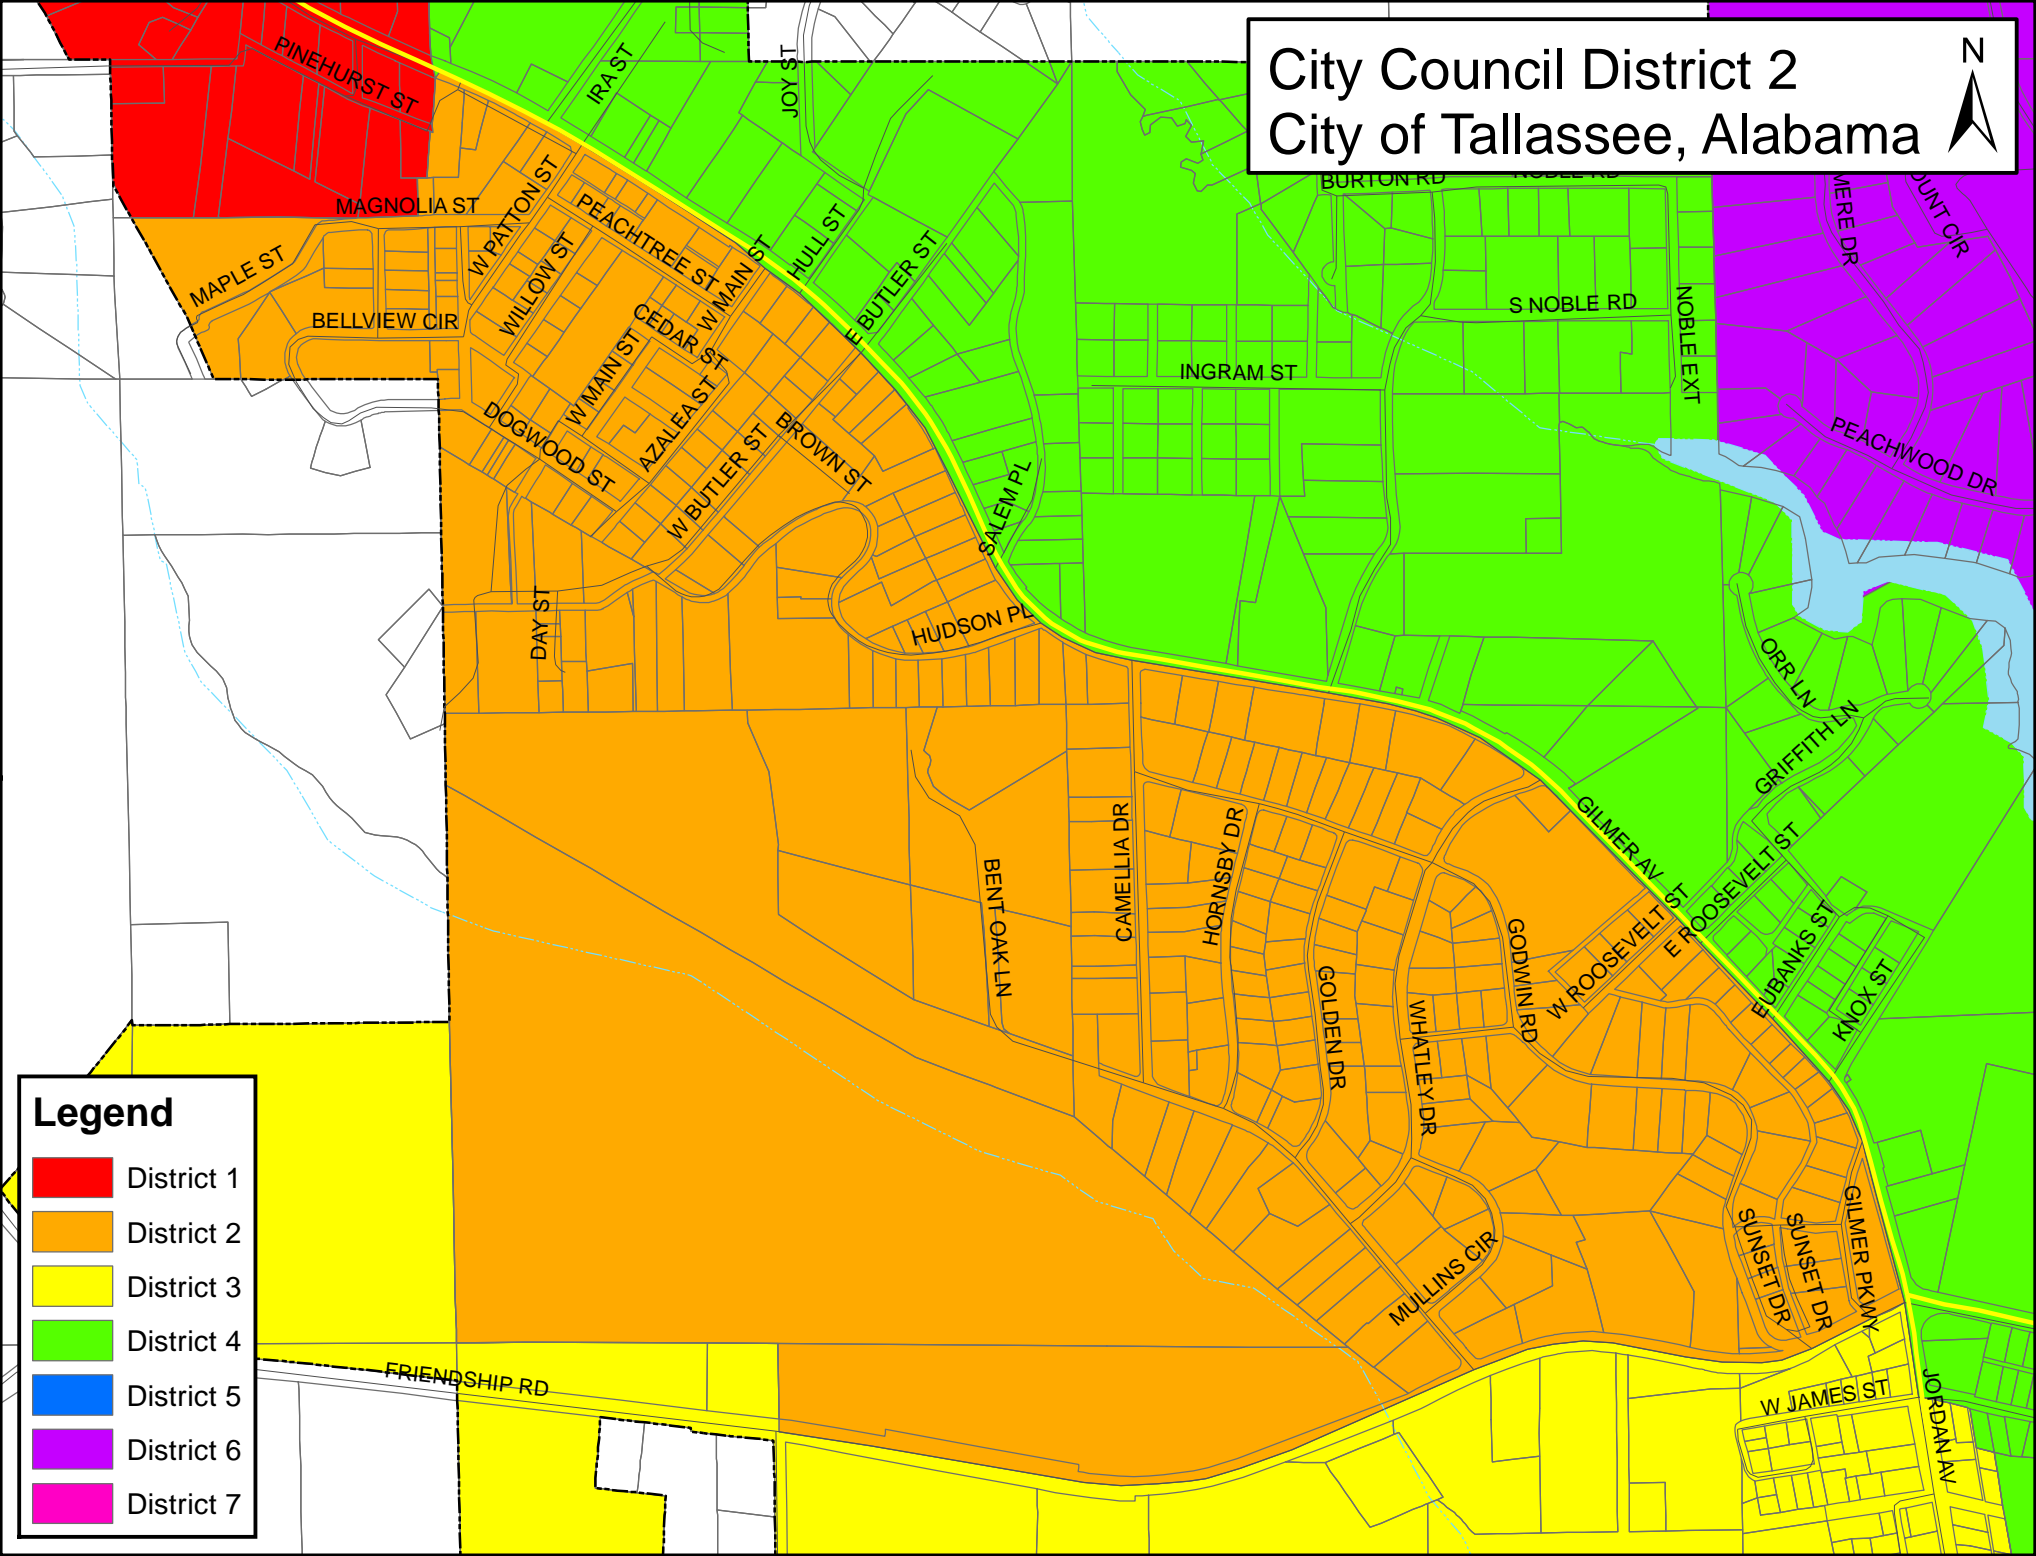 City Council District 2
City of Tallassee, Alabama
N
PINEHURST ST
IRA ST
JOY ST
BURTON RD
NOBLE RD
MERE DR
OUNT CIR
MAGNOLIA ST
W PATTON ST
PEACHTREE ST
HULL ST
MAPLE ST
WILLOW ST
W MAIN ST
E BUTLER ST
BELLVIEW CIR
CEDAR ST
S NOBLE RD
NOBLE EXT
W MAIN ST
INGRAM ST
AZALEA ST
DOGWOOD ST
W BUTLER ST
BROWN ST
PEACHWOOD DR
SALEM PL
DAY ST
HUDSON PL
ORR LN
GRIFFITH LN
GILMER AV
CAMELLIA DR
HORNSBY DR
BENT OAK LN
E ROOSEVELT ST
W ROOSEVELT ST
EUBANKS ST
KNOX ST
GODWIN RD
GOLDEN DR
WHATLEY DR
SUNSET DR
SUNSET DR
GILMER PKWY
MULLINS CIR
FRIENDSHIP RD
W JAMES ST
JORDAN AV
Legend
District 1
District 2
District 3
District 4
District 5
District 6
District 7